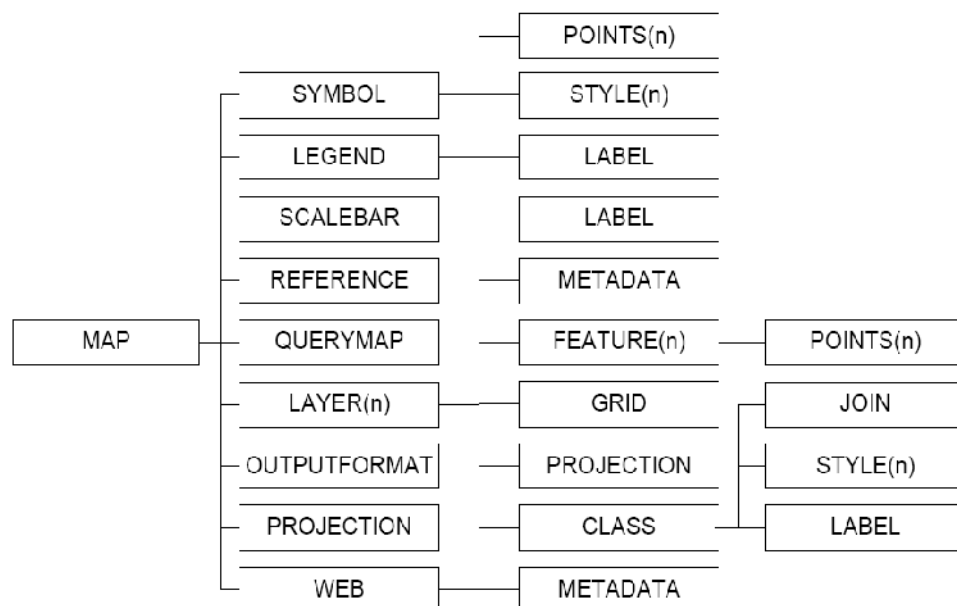 POINTS(n)
SYMBOL STYLE(n)
LEGEND LABEL
SCALEBAR LABEL
REFERENCE METADATA
MAP QUERYMAP FEATURE(n) POINTS(n)
LAYER(n) GRID JOIN
OUTPUTFORMAT PROJECTION STYLE(n)
PROJECTION CLASS LABEL
WEB METADATA